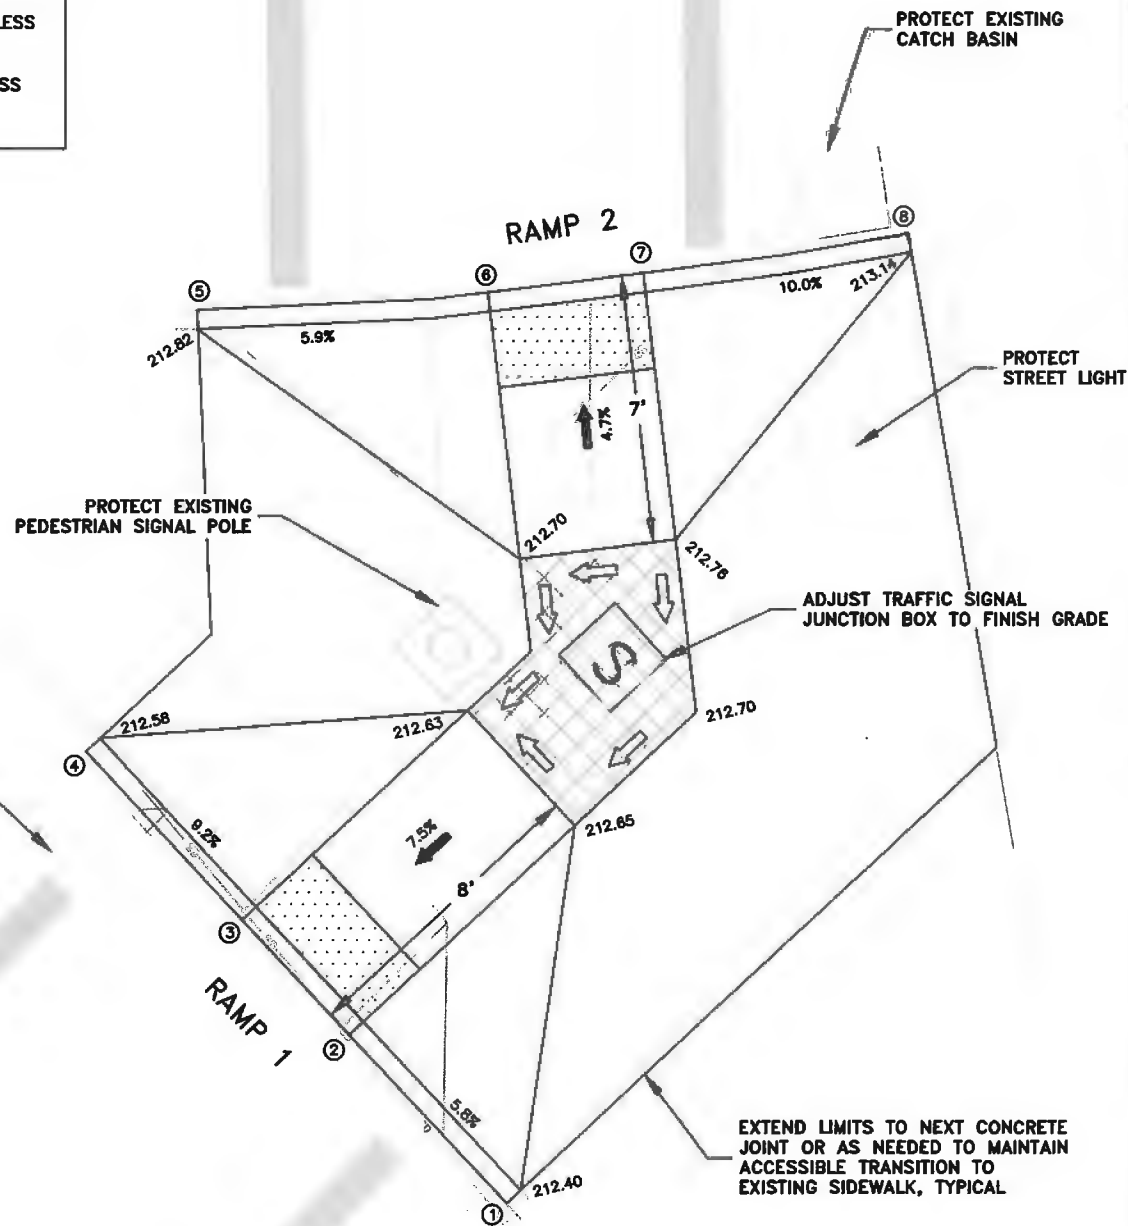 LESS
SS
PROTECT EXISTING
CATCH BASIN
RAMP 2
8
7
6
5
213.14
10.0%
212.82
5.9%
PROTECT
STREET LIGHT
7'
4.7%
PROTECT EXISTING
PEDESTRIAN SIGNAL POLE
212.70
212.76
ADJUST TRAFFIC SIGNAL
JUNCTION BOX TO FINISH GRADE
S
212.70
212.58
212.63
4
9.2%
7.5%
212.65
8'
3
RAMP 1
2
5.8%
EXTEND LIMITS TO NEXT CONCRETE
JOINT OR AS NEEDED TO MAINTAIN
ACCESSIBLE TRANSITION TO
EXISTING SIDEWALK, TYPICAL
212.40
1